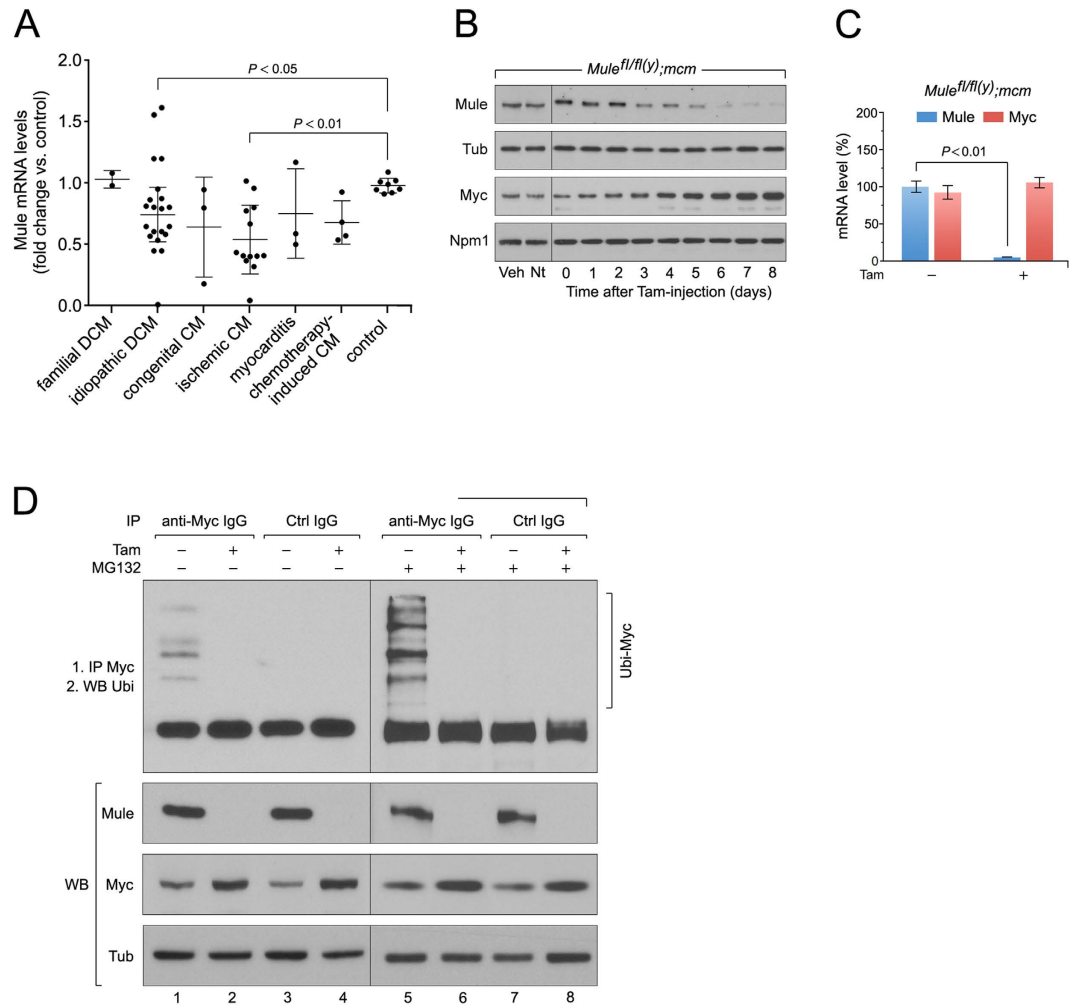 A
Mule mRNA levels
(fold change vs. control)
2.0
1.5
1.0
0.5
0.0
P < 0.05
P < 0.01
familial DCM
idiopathic DCM
congenital CM
ischemic CM
myocarditis
chemotherapy-
induced CM
control
B
Mule^fl/fl(y);mcm
Mule
Tub
Myc
Npm1
Veh Nt 0 1 2 3 4 5 6 7 8
Time after Tam-injection (days)
C
Mule^fl/fl(y);mcm
Mule Myc
mRNA level (%)
200
150
100
50
0
P < 0.01
Tam − +
D
IP anti-Myc IgG Ctrl IgG anti-Myc IgG Ctrl IgG
Tam − + − + − + − +
MG132 − − − − + + + +
1. IP Myc
2. WB Ubi
Ubi-Myc
WB
Mule
Myc
Tub
1 2 3 4 5 6 7 8